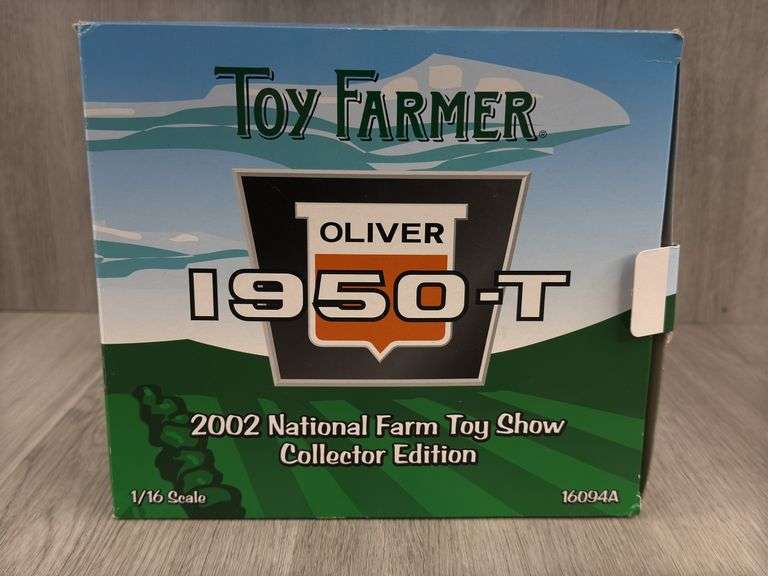 TOY FARMER®
OLIVER
1950-T
2002 National Farm Toy Show
Collector Edition
1/16 Scale
16094A